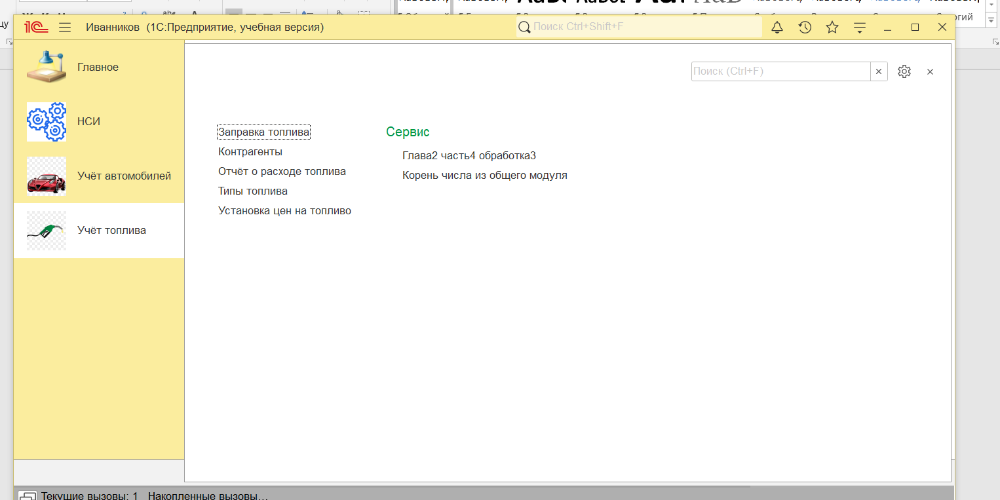 1С Иванников (1С:Предприятие, учебная версия)
Поиск Ctrl+Shift+F
Главное
НСИ
Учёт автомобилей
Учёт топлива
Поиск (Ctrl+F)
Заправка топлива
Контрагенты
Отчёт о расходе топлива
Типы топлива
Установка цен на топливо
Сервис
Глава2 часть4 обработка3
Корень числа из общего модуля
Текущие вызовы: 1 Накопленные вызовы...